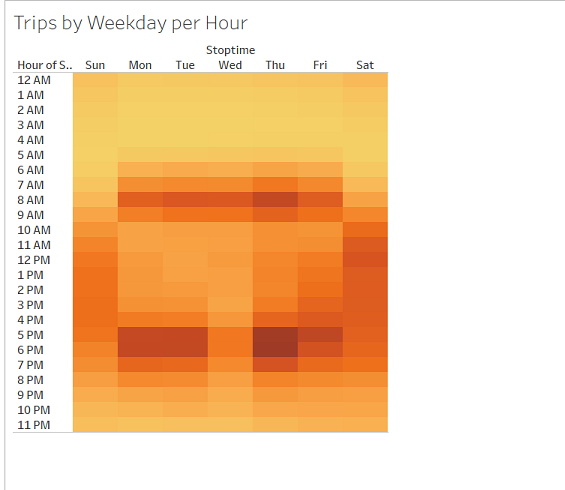 Trips by Weekday per Hour
Stoptime
Hour of S.. Sun Mon Tue Wed Thu Fri Sat
12 AM
1 AM
2 AM
3 AM
4 AM
5 AM
6 AM
7 AM
8 AM
9 AM
10 AM
11 AM
12 PM
1 PM
2 PM
3 PM
4 PM
5 PM
6 PM
7 PM
8 PM
9 PM
10 PM
11 PM